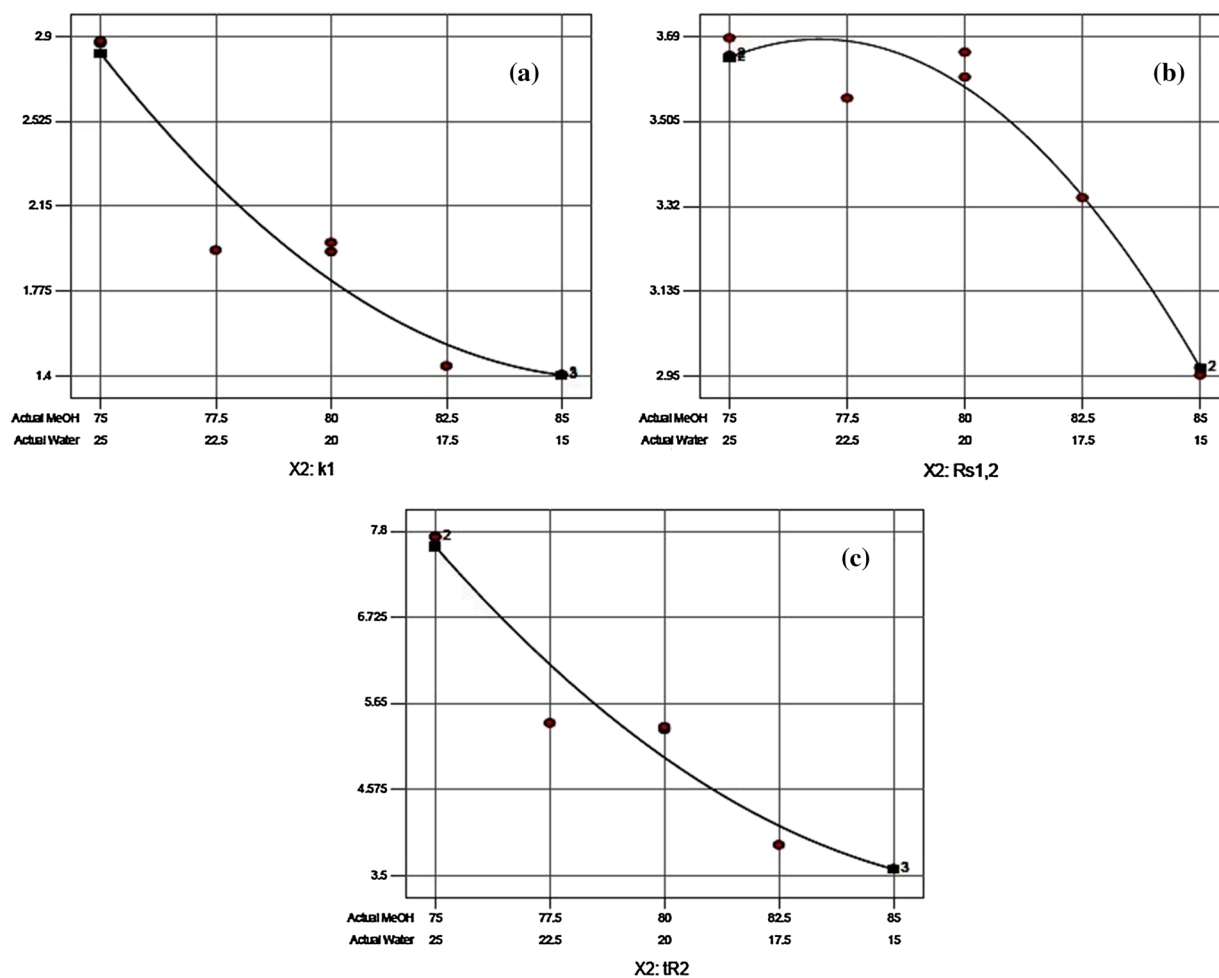 (a)
2.9
2.525
2.15
1.775
1.4
3
Actual MeOH 75 77.5 80 82.5 85
Actual Water 25 22.5 20 17.5 15
X2: k1
(b)
3.69
3.505
3.32
3.135
2.95
2
2
2
Actual MeOH 75 77.5 80 82.5 85
Actual Water 25 22.5 20 17.5 15
X2: Rs1,2
(c)
7.8
6.725
5.65
4.575
3.5
2
3
Actual MeOH 75 77.5 80 82.5 85
Actual Water 25 22.5 20 17.5 15
X2: tR2